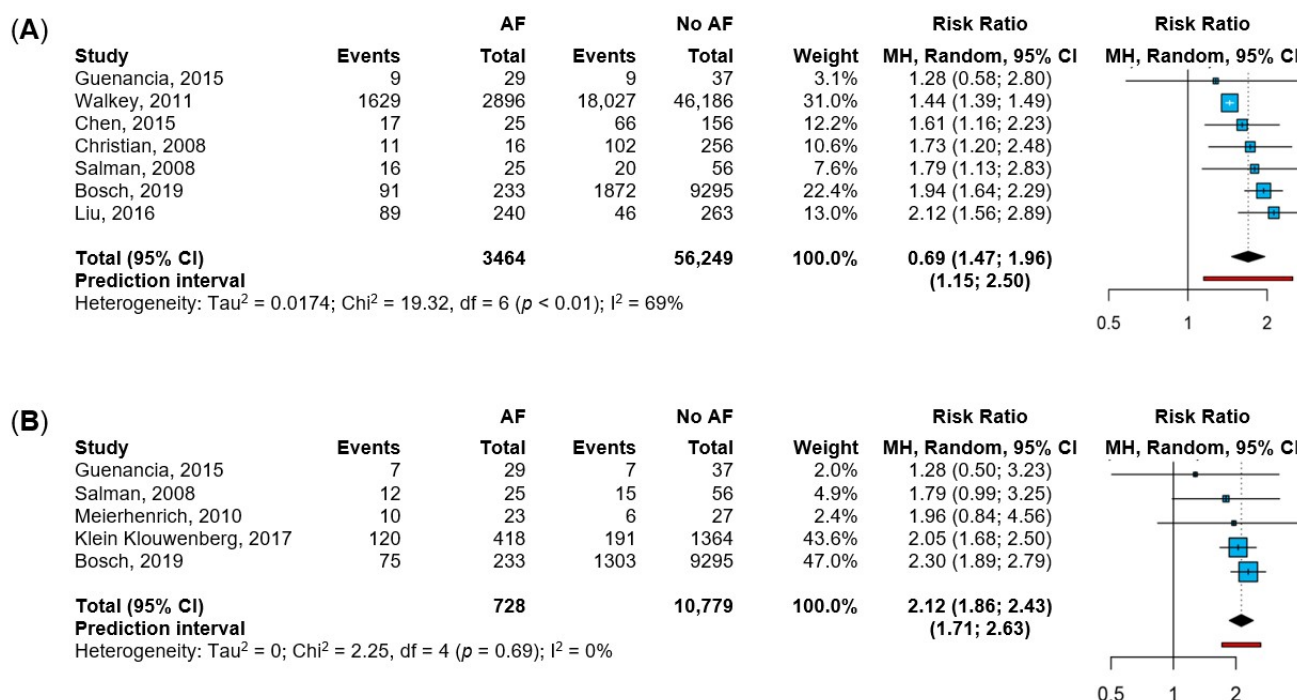 (A)
AF No AF Risk Ratio Risk Ratio
Study Events Total Events Total Weight MH, Random, 95% CI MH, Random, 95% CI
Guenancia, 2015 9 29 9 37 3.1% 1.28 (0.58; 2.80)
Walkey, 2011 1629 2896 18,027 46,186 31.0% 1.44 (1.39; 1.49)
Chen, 2015 17 25 66 156 12.2% 1.61 (1.16; 2.23)
Christian, 2008 11 16 102 256 10.6% 1.73 (1.20; 2.48)
Salman, 2008 16 25 20 56 7.6% 1.79 (1.13; 2.83)
Bosch, 2019 91 233 1872 9295 22.4% 1.94 (1.64; 2.29)
Liu, 2016 89 240 46 263 13.0% 2.12 (1.56; 2.89)
Total (95% CI) 3464 56,249 100.0% 0.69 (1.47; 1.96)
Prediction interval (1.15; 2.50)
Heterogeneity: Tau² = 0.0174; Chi² = 19.32, df = 6 (p < 0.01); I² = 69%
0.5 1 2
(B)
AF No AF Risk Ratio Risk Ratio
Study Events Total Events Total Weight MH, Random, 95% CI MH, Random, 95% CI
Guenancia, 2015 7 29 7 37 2.0% 1.28 (0.50; 3.23)
Salman, 2008 12 25 15 56 4.9% 1.79 (0.99; 3.25)
Meierhenrich, 2010 10 23 6 27 2.4% 1.96 (0.84; 4.56)
Klein Klouwenberg, 2017 120 418 191 1364 43.6% 2.05 (1.68; 2.50)
Bosch, 2019 75 233 1303 9295 47.0% 2.30 (1.89; 2.79)
Total (95% CI) 728 10,779 100.0% 2.12 (1.86; 2.43)
Prediction interval (1.71; 2.63)
Heterogeneity: Tau² = 0; Chi² = 2.25, df = 4 (p = 0.69); I² = 0%
0.5 1 2